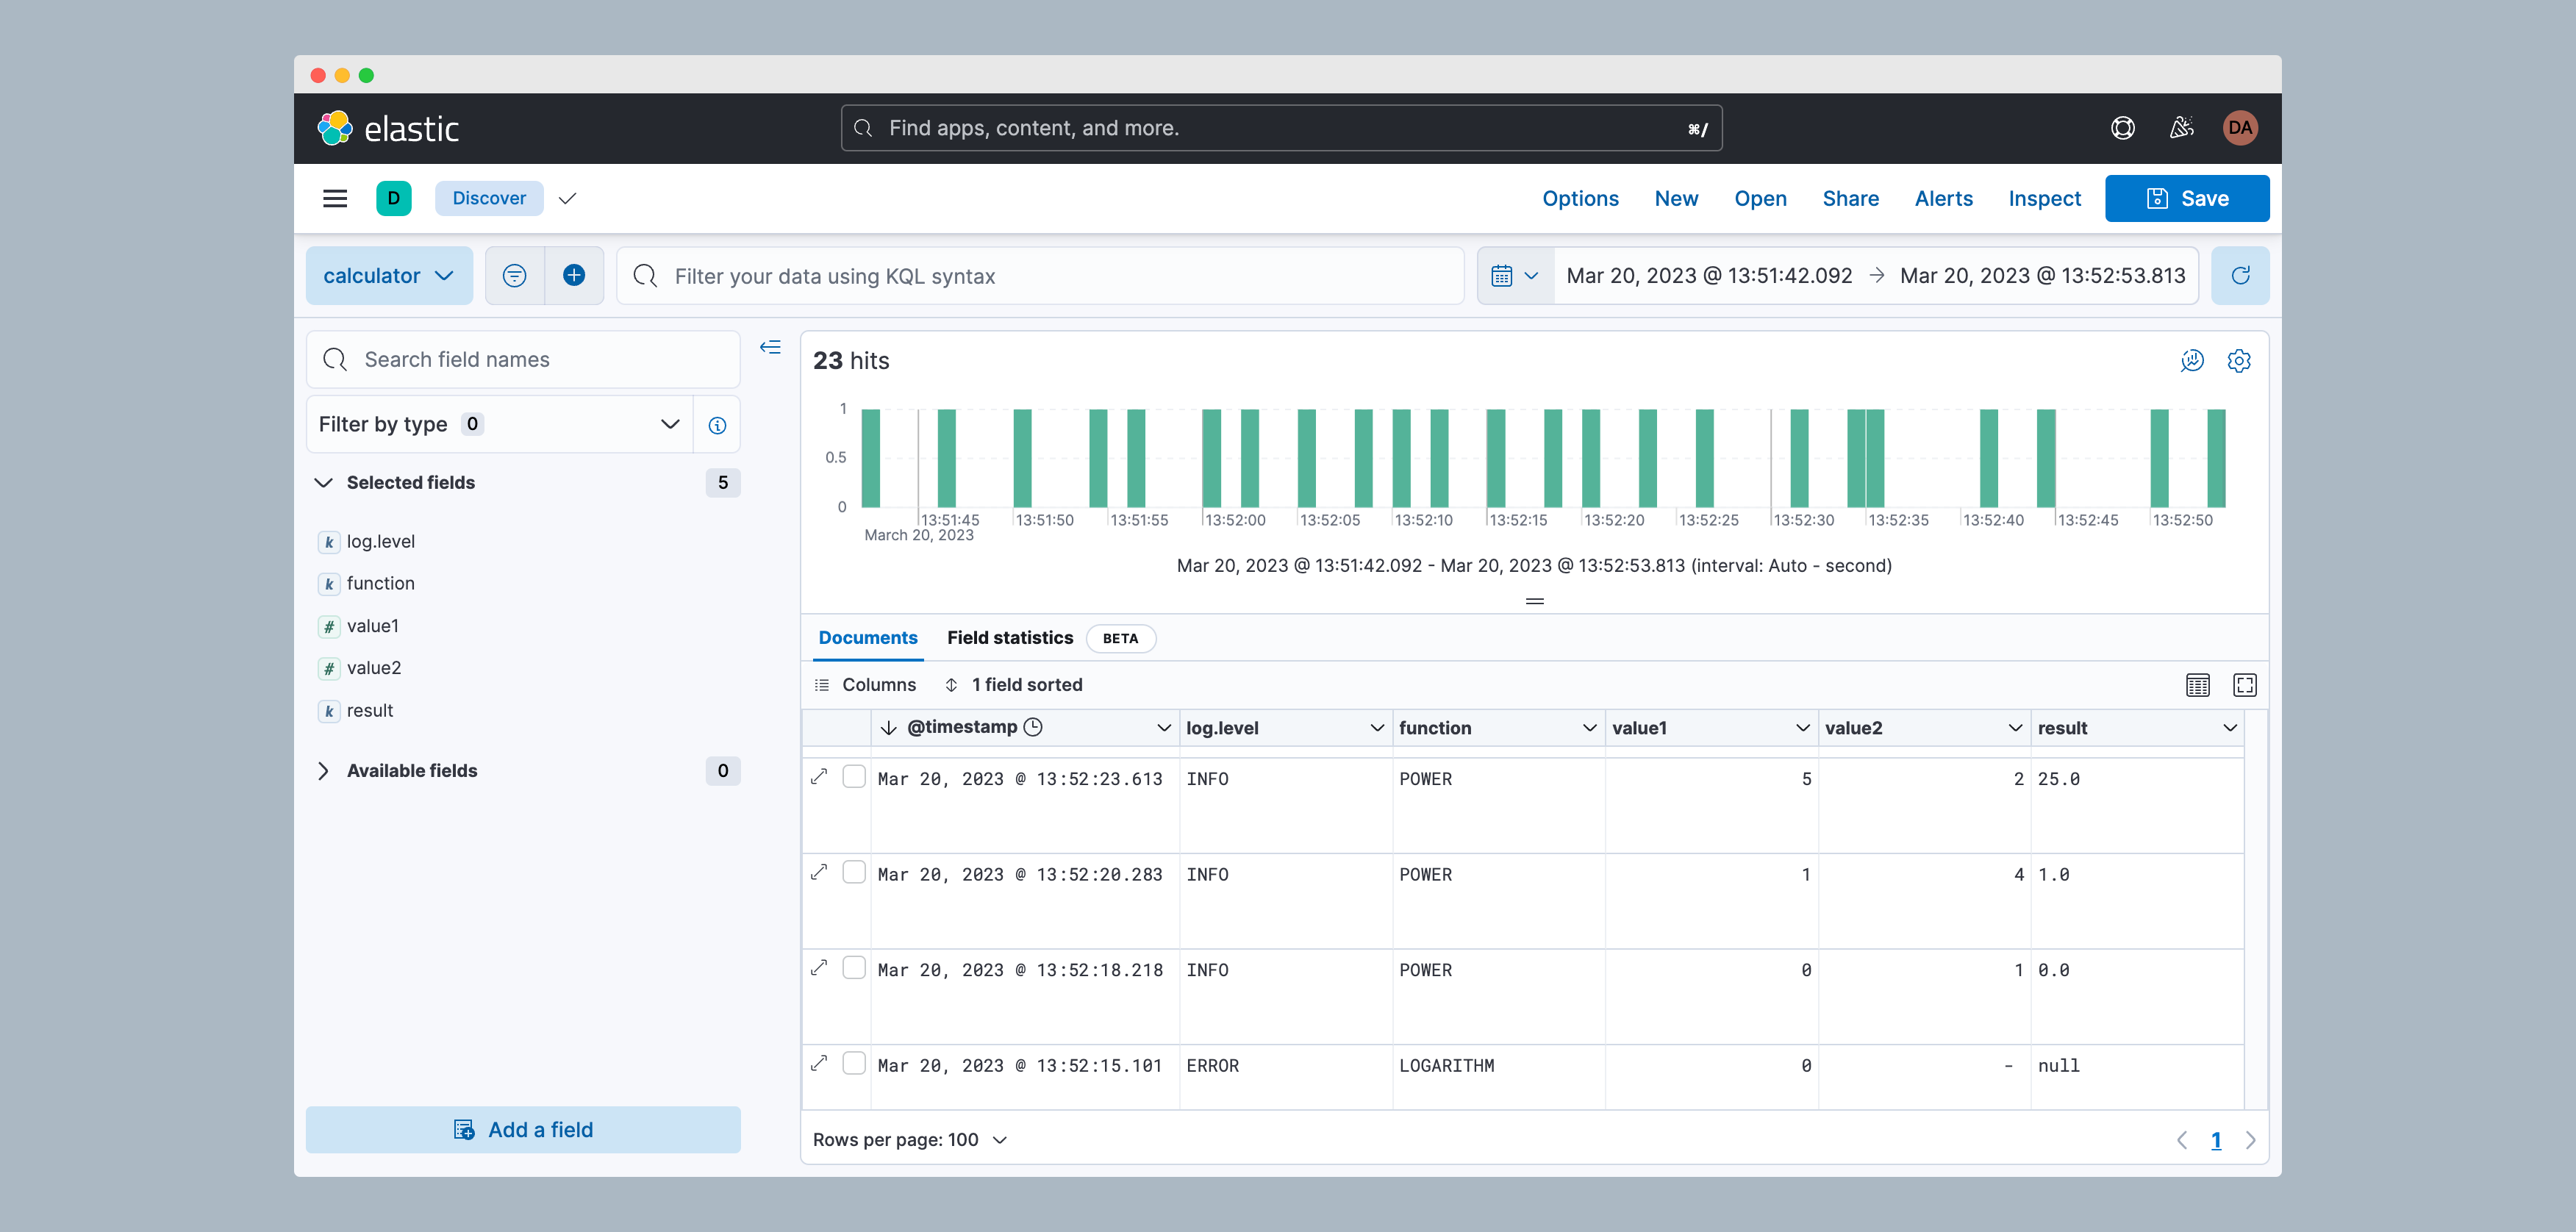 elastic
Find apps, content, and more.
⌘/
DA
D
Discover
Options
New
Open
Share
Alerts
Inspect
Save
calculator
Filter your data using KQL syntax
Mar 20, 2023 @ 13:51:42.092 → Mar 20, 2023 @ 13:52:53.813
Search field names
Filter by type 0
Selected fields 5
k log.level
k function
# value1
# value2
k result
Available fields 0
Add a field
23 hits
1
0.5
0
13:51:45 13:51:50 13:51:55 13:52:00 13:52:05 13:52:10 13:52:15 13:52:20 13:52:25 13:52:30 13:52:35 13:52:40 13:52:45 13:52:50
March 20, 2023
Mar 20, 2023 @ 13:51:42.092 - Mar 20, 2023 @ 13:52:53.813 (interval: Auto - second)
Documents Field statistics BETA
Columns 1 field sorted
@timestamp log.level function value1 value2 result
Mar 20, 2023 @ 13:52:23.613 INFO POWER 5 2 25.0
Mar 20, 2023 @ 13:52:20.283 INFO POWER 1 4 1.0
Mar 20, 2023 @ 13:52:18.218 INFO POWER 0 1 0.0
Mar 20, 2023 @ 13:52:15.101 ERROR LOGARITHM 0 - null
Rows per page: 100
1